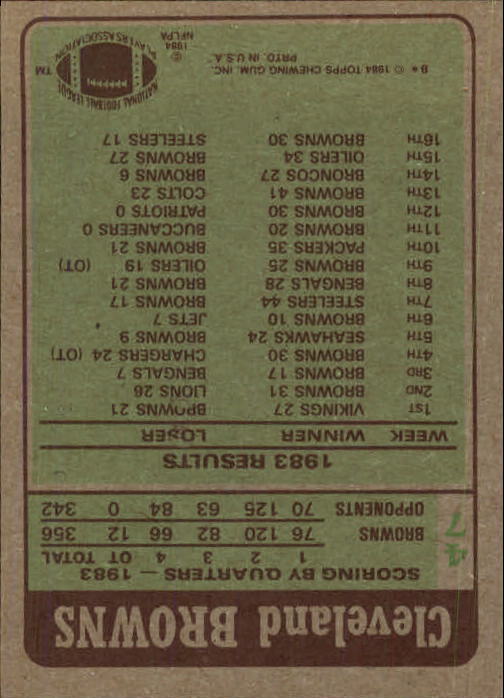 Cleveland BROWNS
SCORING BY QUARTERS — 1983
1 2 3 4 OT TOTAL
BROWNS 76 120 82 66 12 356
OPPONENTS 70 125 63 84 0 342
1983 RESULTS
WEEK WINNER LOSER
1ST VIKINGS 27 BROWNS 21
2ND BROWNS 31 LIONS 26
3RD BROWNS 17 BENGALS 7
4TH BROWNS 30 CHARGERS 24 (OT)
5TH SEAHAWKS 24 BROWNS 9
6TH BROWNS 10 JETS 7
7TH STEELERS 44 BROWNS 17
8TH BENGALS 28 BROWNS 21
9TH BROWNS 25 OILERS 19 (OT)
10TH PACKERS 35 BROWNS 21
11TH BROWNS 20 BUCCANEERS 0
12TH BROWNS 30 PATRIOTS 0
13TH BROWNS 41 COLTS 23
14TH BRONCOS 27 BROWNS 6
15TH OILERS 34 BROWNS 27
16TH BROWNS 30 STEELERS 17
B * © 1984 TOPPS CHEWING GUM, INC.
PRTD. IN U.S.A.
© 1984 NFLPA
NATIONAL FOOTBALL LEAGUE PLAYERS ASSOCIATION
TM